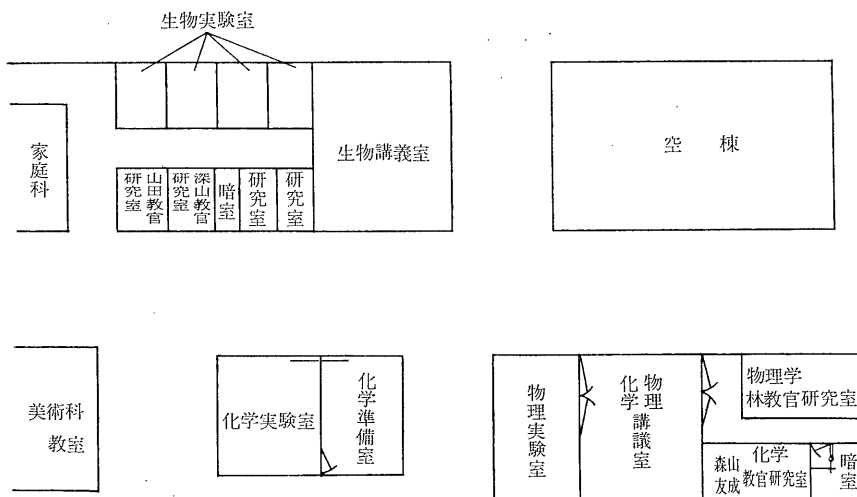 生物実験室
家庭科
山田教官
研究室
深山教官
研究室
暗室
研究室
研究室
生物講義室
空棟
美術科
教室
化学実験室
化学準備室
物理実験室
物理
化学講議室
物理学
林教官研究室
化学
森山
友成
教官研究室
暗室